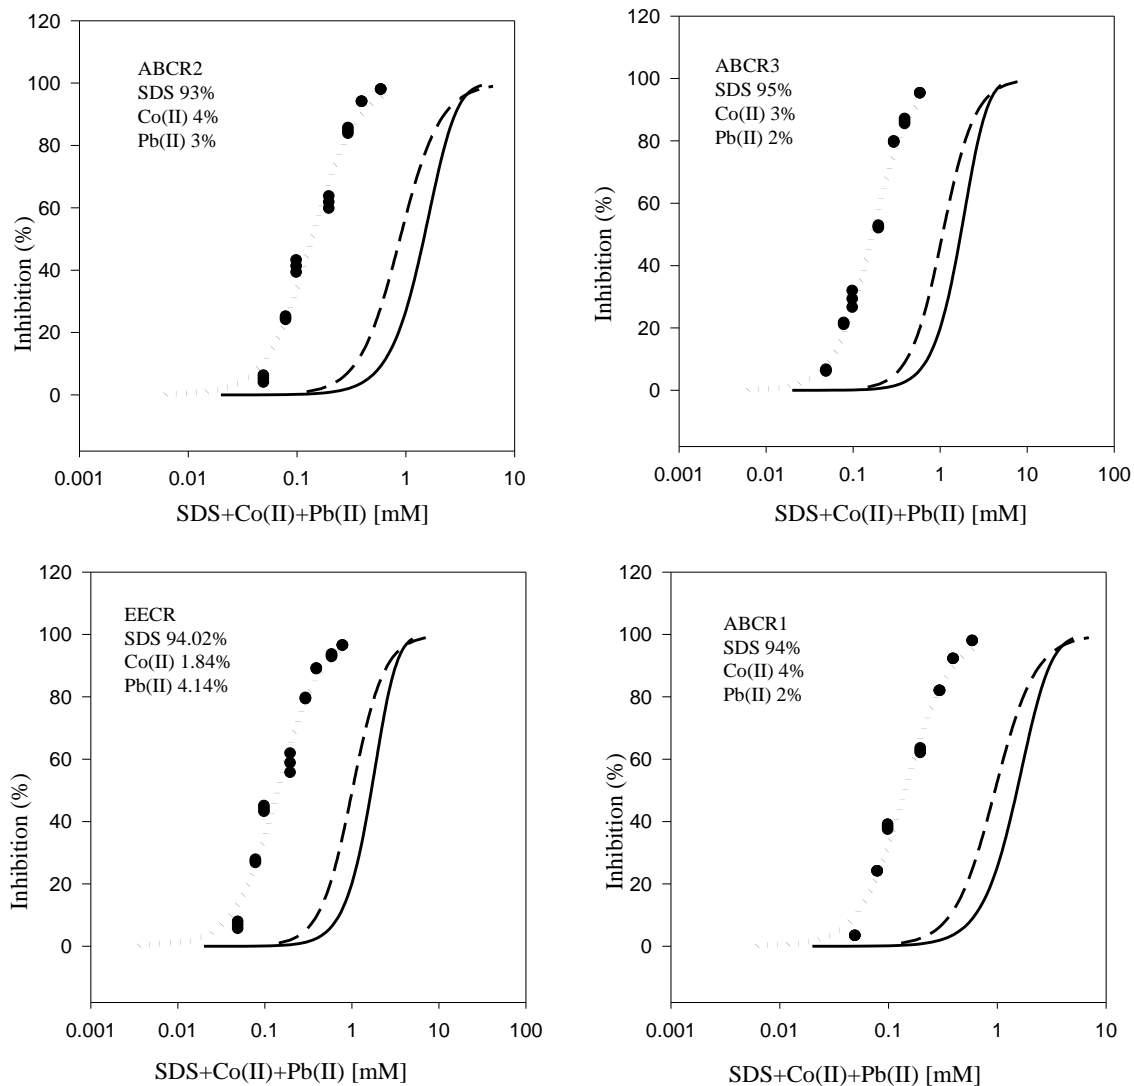 120
100
80
60
40
20
0
Inhibition (%)
ABCR2
SDS 93%
Co(II) 4%
Pb(II) 3%
0.001 0.01 0.1 1 10
SDS+Co(II)+Pb(II) [mM]
120
100
80
60
40
20
0
Inhibition (%)
ABCR3
SDS 95%
Co(II) 3%
Pb(II) 2%
0.001 0.01 0.1 1 10 100
SDS+Co(II)+Pb(II) [mM]
120
100
80
60
40
20
0
Inhibition (%)
EECR
SDS 94.02%
Co(II) 1.84%
Pb(II) 4.14%
0.001 0.01 0.1 1 10 100
SDS+Co(II)+Pb(II) [mM]
120
100
80
60
40
20
0
Inhibition (%)
ABCR1
SDS 94%
Co(II) 4%
Pb(II) 2%
0.001 0.01 0.1 1 10
SDS+Co(II)+Pb(II) [mM]